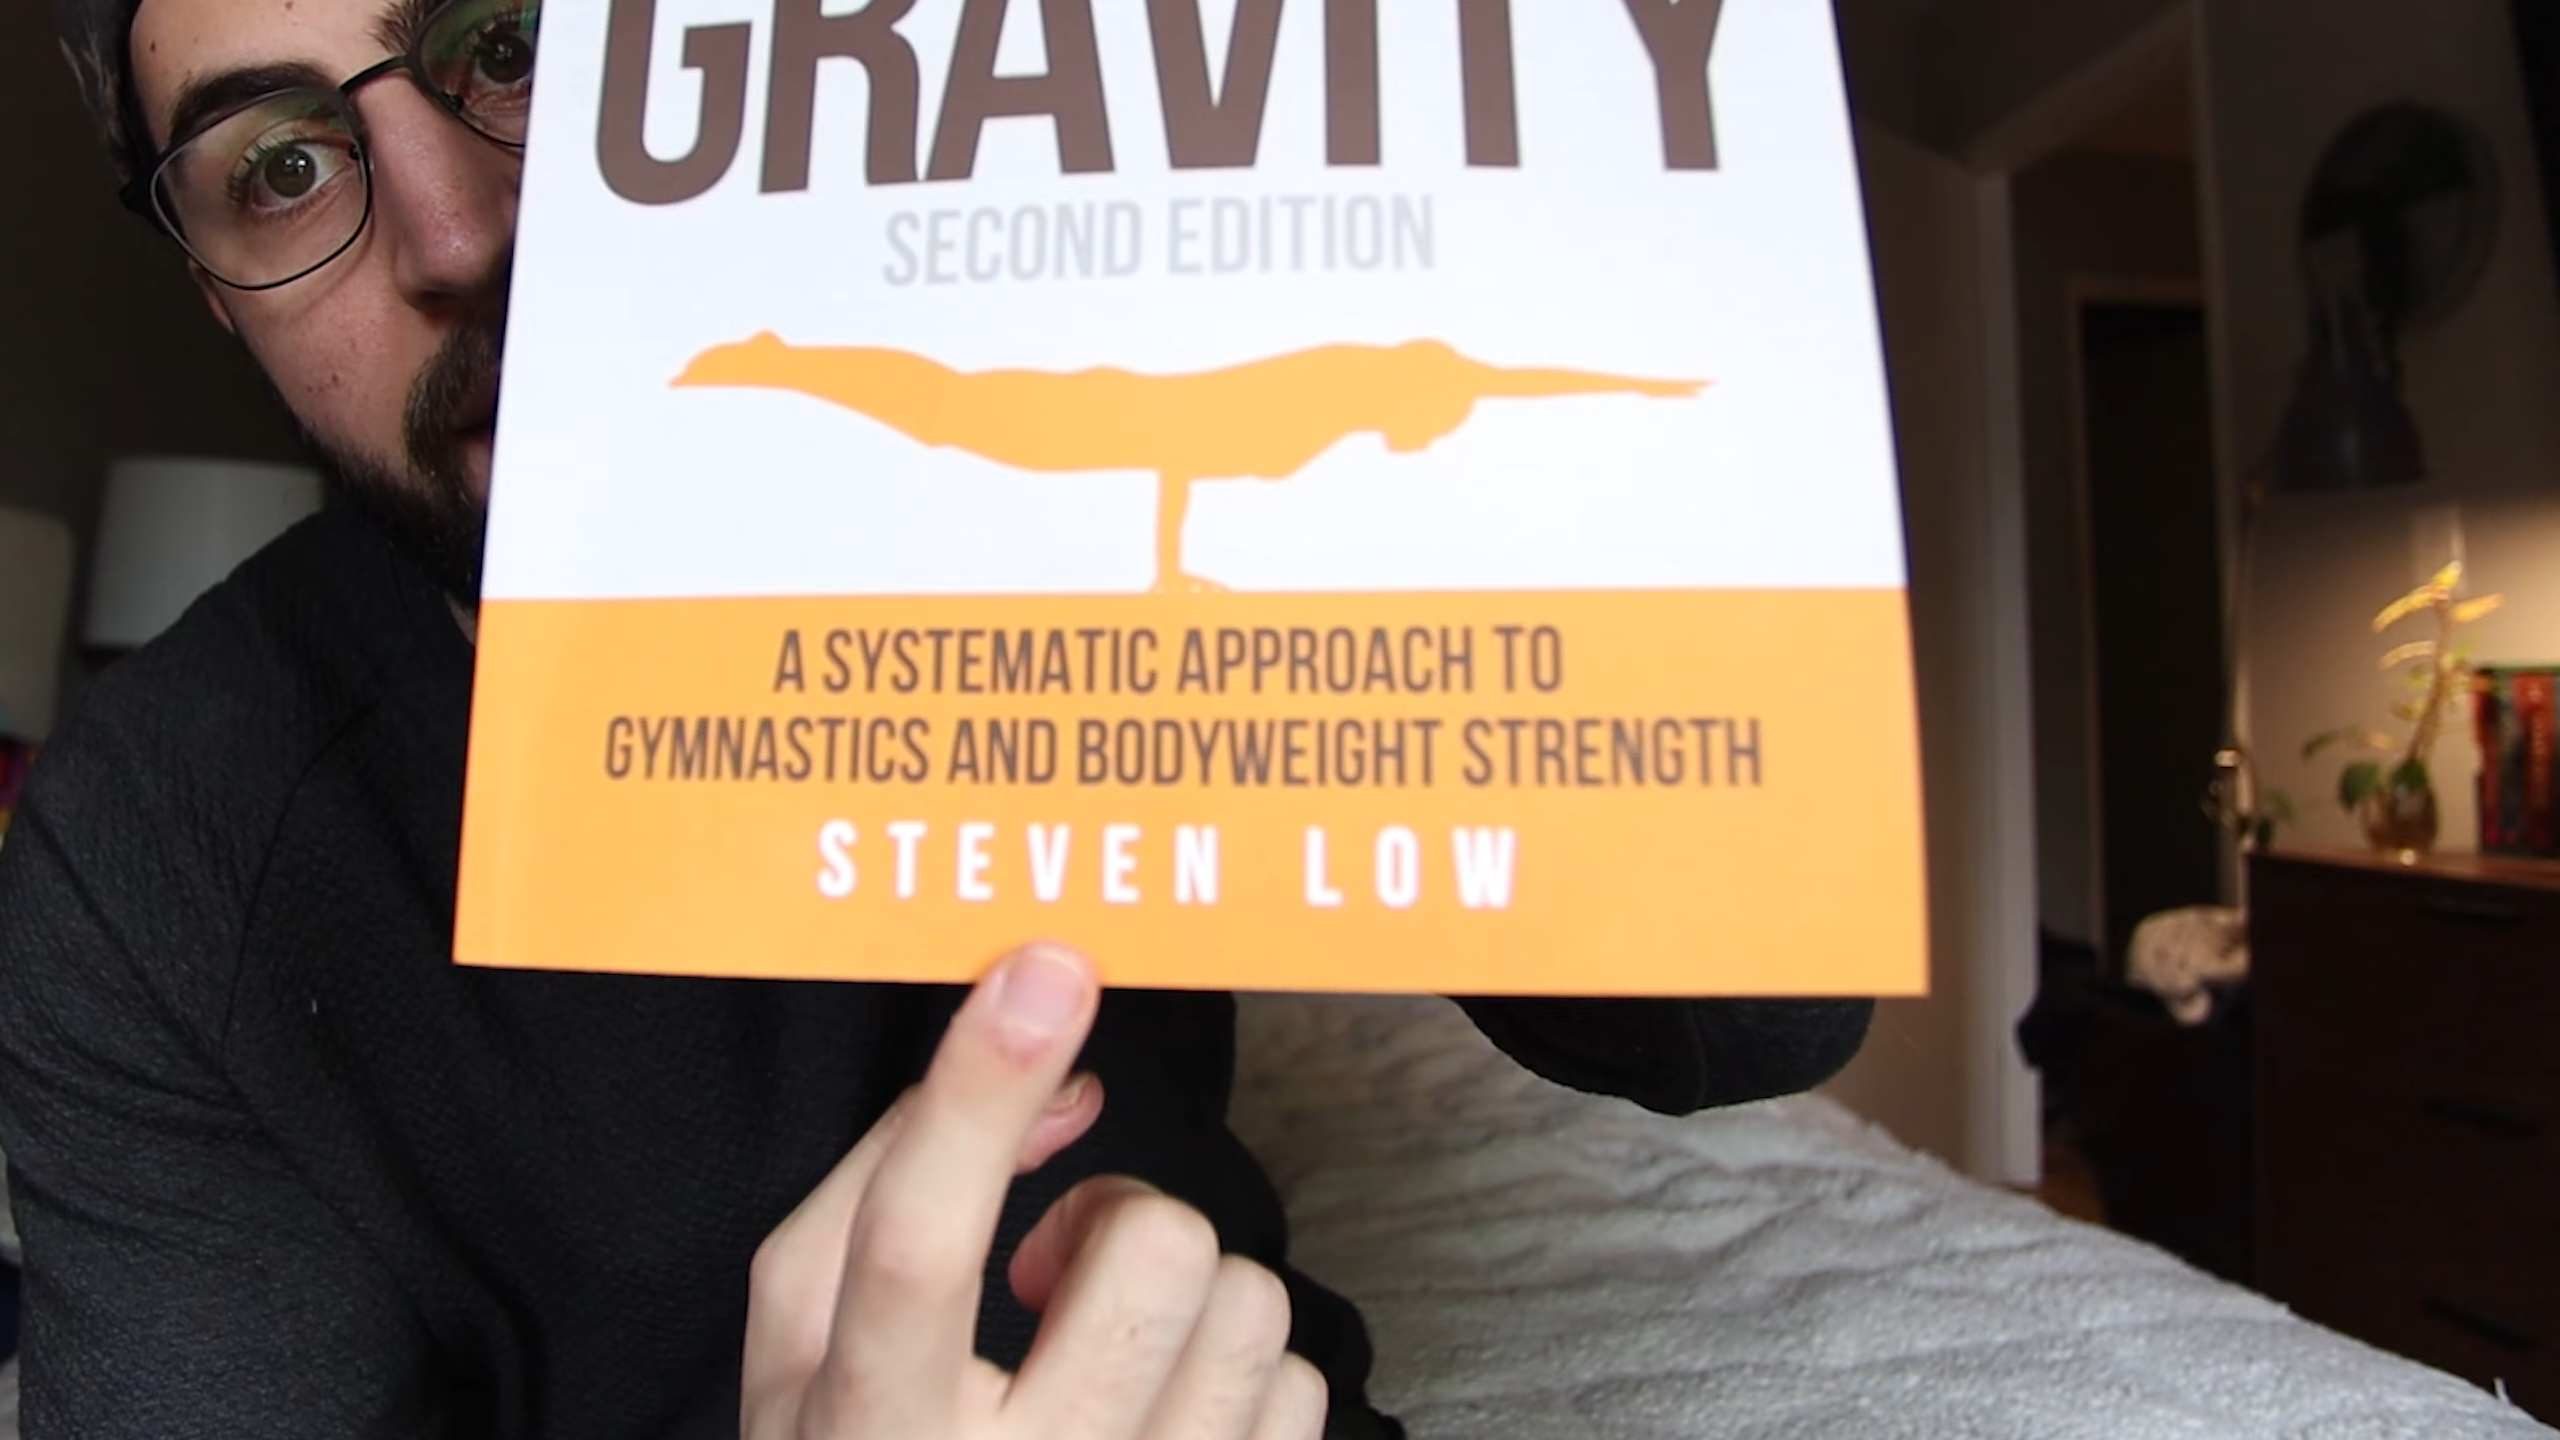 GRAVITY
SECOND EDITION
A SYSTEMATIC APPROACH TO
GYMNASTICS AND BODYWEIGHT STRENGTH
STEVEN LOW